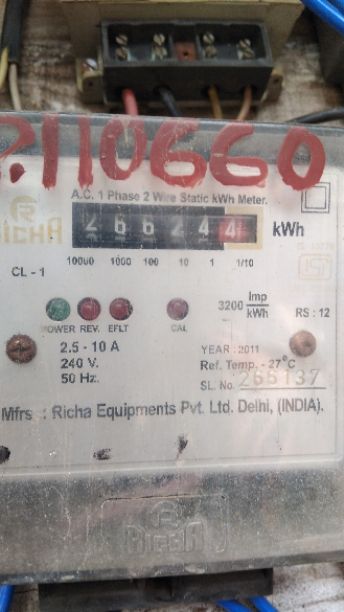 P.110660
A.C. 1 Phase 2 Wire Static kWh Meter.
R
RICHA
266244 kWh
10000 1000 100 10 1 1/10
CL - 1
POWER REV. EFLT CAL
3200 Imp/kWh
RS : 12
2.5 - 10 A
240 V.
50 Hz.
YEAR : 2011
Ref. Temp. - 27°C
SL. No. 265137
Mfrs : Richa Equipments Pvt. Ltd. Delhi, (INDIA).
R
RICHA